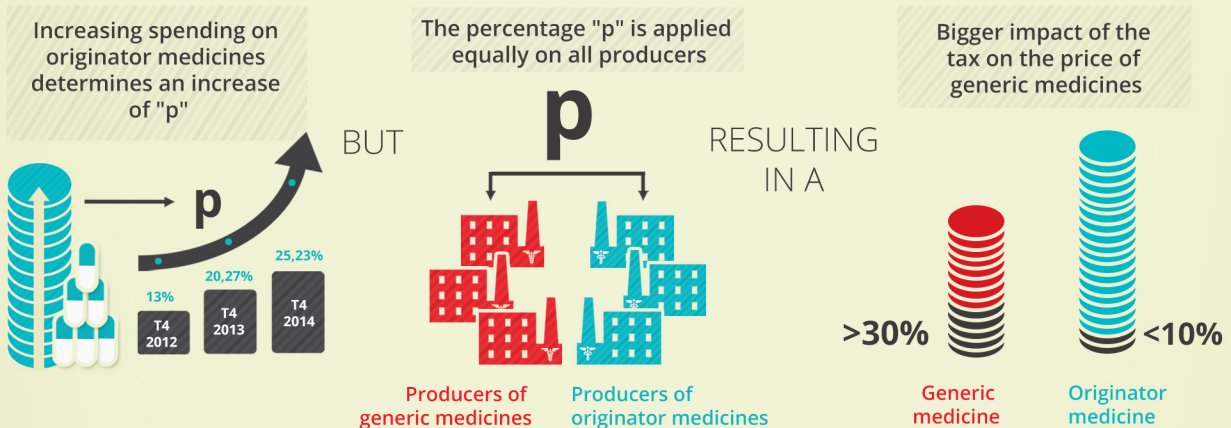 Increasing spending on
originator medicines
determines an increase
of "p"
p
13%
20,27%
25,23%
T4
2012
T4
2013
T4
2014
BUT
The percentage "p" is applied
equally on all producers
p
Producers of
generic medicines
Producers of
originator medicines
RESULTING
IN A
Bigger impact of the
tax on the price of
generic medicines
>30%
<10%
Generic
medicine
Originator
medicine